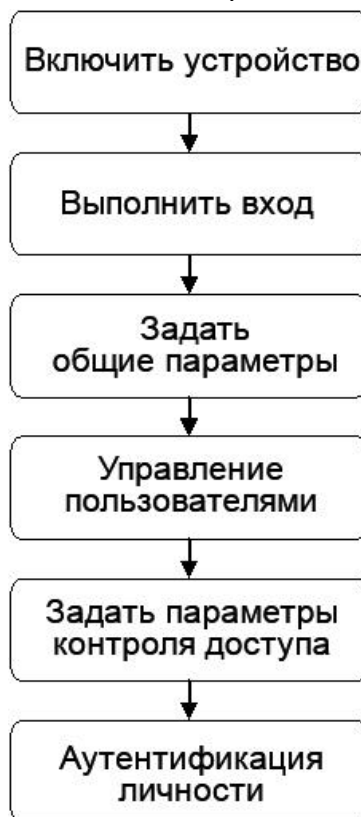 Включить устройство
Выполнить вход
Задать
общие параметры
Управление
пользователями
Задать параметры
контроля доступа
Аутентификация
личности